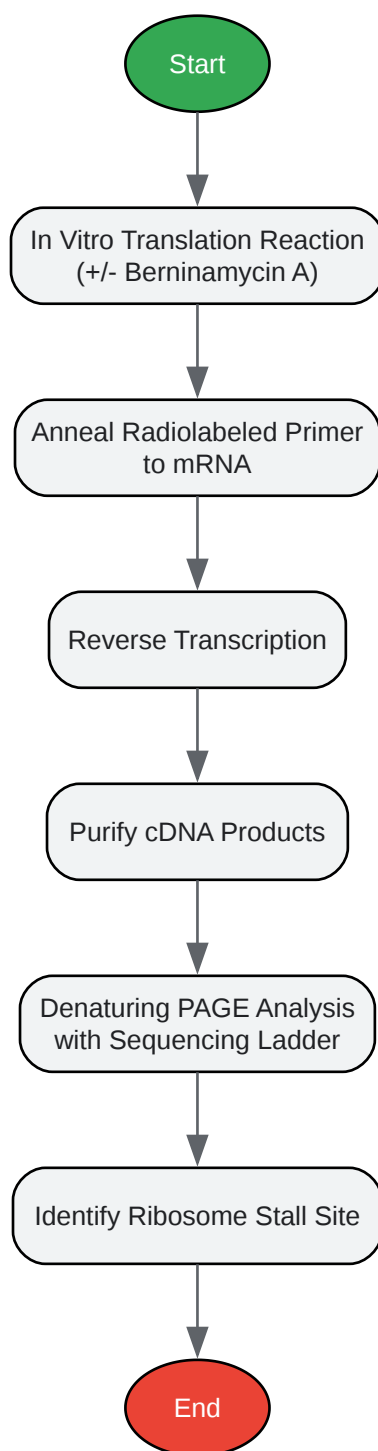 Start
In Vitro Translation Reaction
(+/- Berninamycin A)
Anneal Radiolabeled Primer
to mRNA
Reverse Transcription
Purify cDNA Products
Denaturing PAGE Analysis
with Sequencing Ladder
Identify Ribosome Stall Site
End